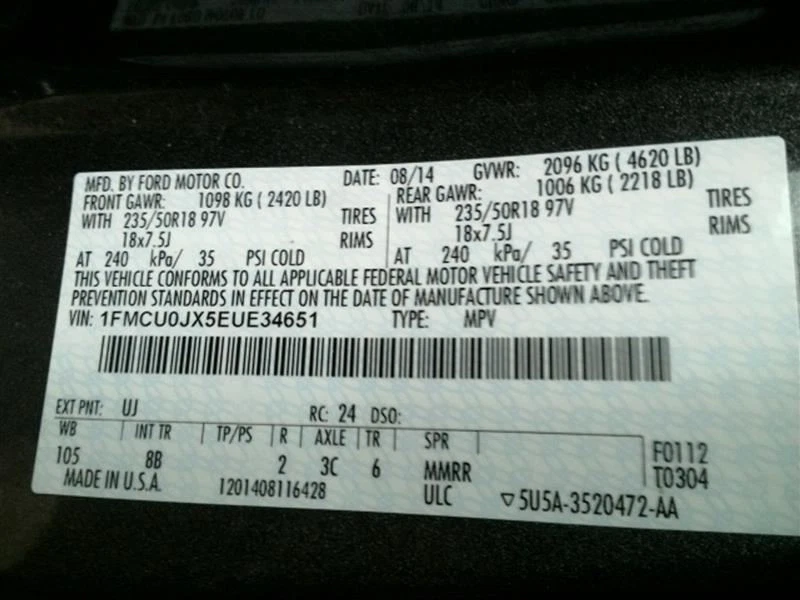 MFD. BY FORD MOTOR CO. DATE: 08/14 GVWR: 2096 KG ( 4620 LB)
FRONT GAWR: 1098 KG ( 2420 LB) REAR GAWR: 1006 KG ( 2218 LB)
WITH 235/50R18 97V TIRES WITH 235/50R18 97V TIRES
18x7.5J RIMS 18x7.5J RIMS
AT 240 kPa/ 35 PSI COLD AT 240 kPa/ 35 PSI COLD
THIS VEHICLE CONFORMS TO ALL APPLICABLE FEDERAL MOTOR VEHICLE SAFETY AND THEFT
PREVENTION STANDARDS IN EFFECT ON THE DATE OF MANUFACTURE SHOWN ABOVE.
VIN: 1FMCU0JX5EUE34651 TYPE: MPV
EXT PNT: UJ RC: 24 DSO:
WB INT TR TP/PS R AXLE TR SPR F0112
105 8B 2 3C 6 MMRR T0304
MADE IN U.S.A. 1201408116428 ULC ▽5U5A-3520472-AA